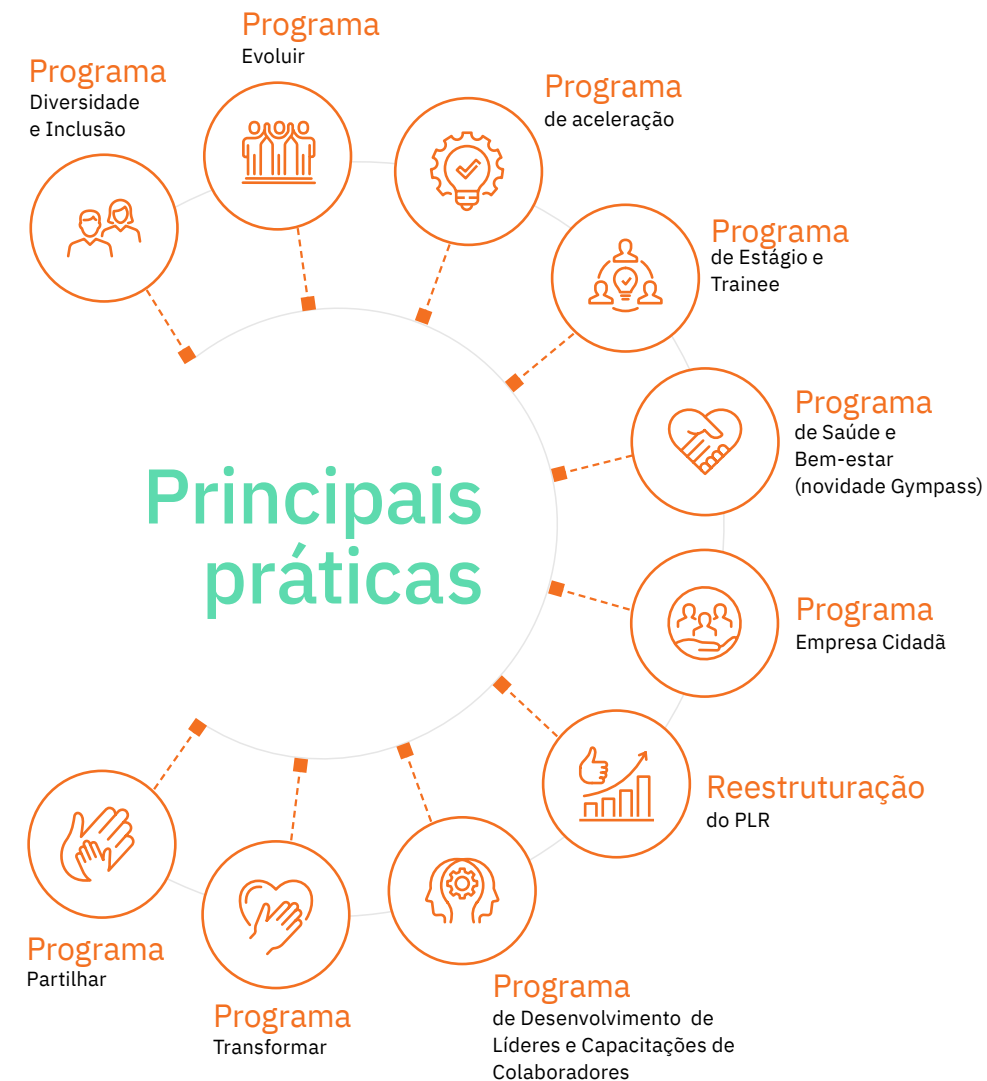 Programa
Diversidade
e Inclusão
Programa
Evoluir
Programa
de aceleração
Programa
de Estágio e
Trainee
Programa
de Saúde e
Bem-estar
(novidade Gympass)
Principais
práticas
Programa
Empresa Cidadã
Reestruturação
do PLR
Programa
de Desenvolvimento de
Líderes e Capacitações de
Colaboradores
Programa
Transformar
Programa
Partilhar